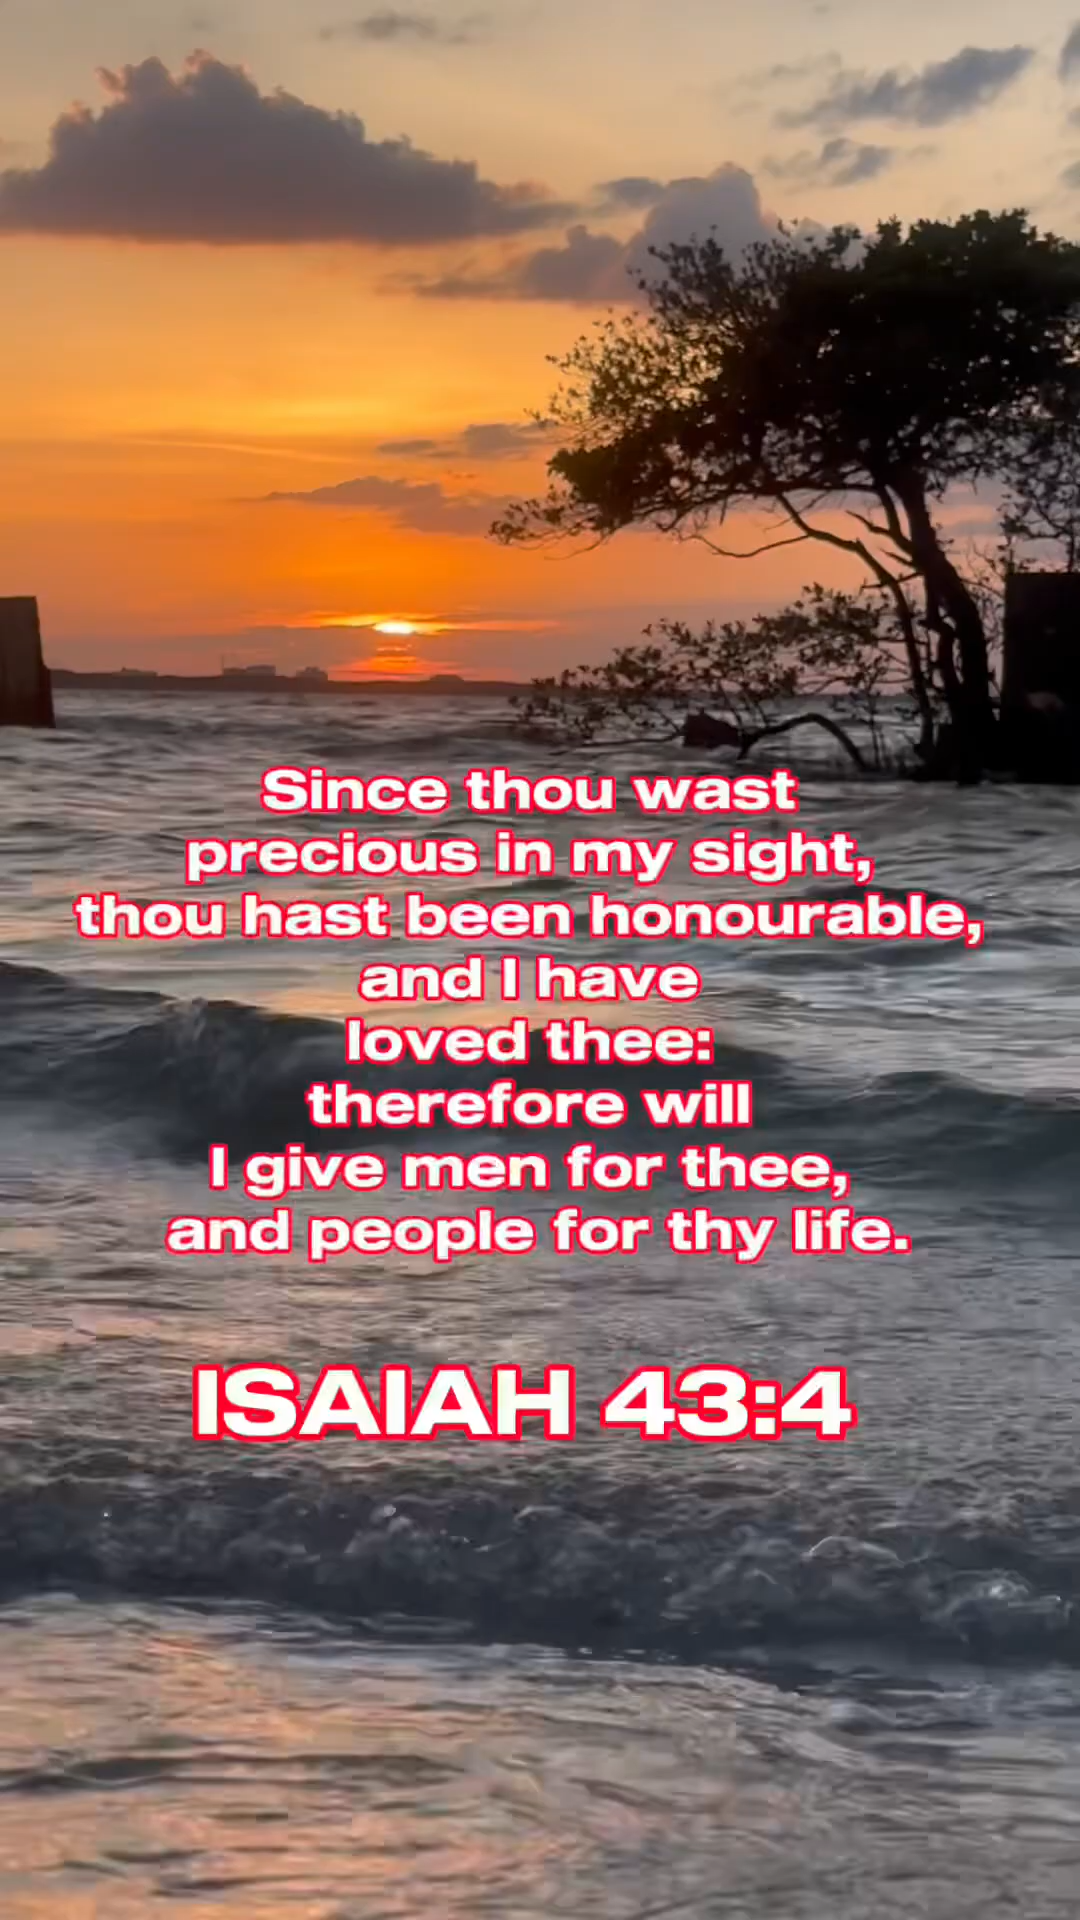 Since thou wast
precious in my sight,
thou hast been honourable,
and I have
loved thee:
therefore will
I give men for thee,
and people for thy life.
ISAIAH 43:4